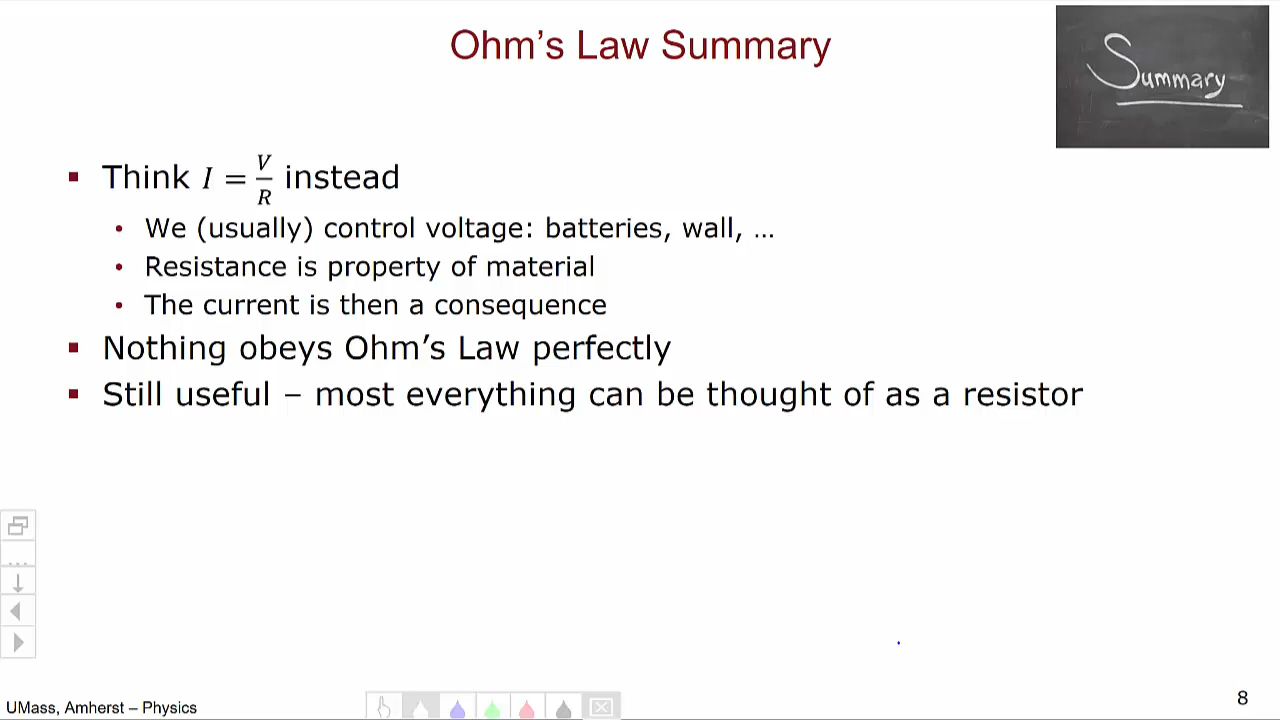 Ohm's Law Summary
Summary
▪ Think I = V/R instead
• We (usually) control voltage: batteries, wall, …
• Resistance is property of material
• The current is then a consequence
▪ Nothing obeys Ohm's Law perfectly
▪ Still useful – most everything can be thought of as a resistor
UMass, Amherst – Physics
8